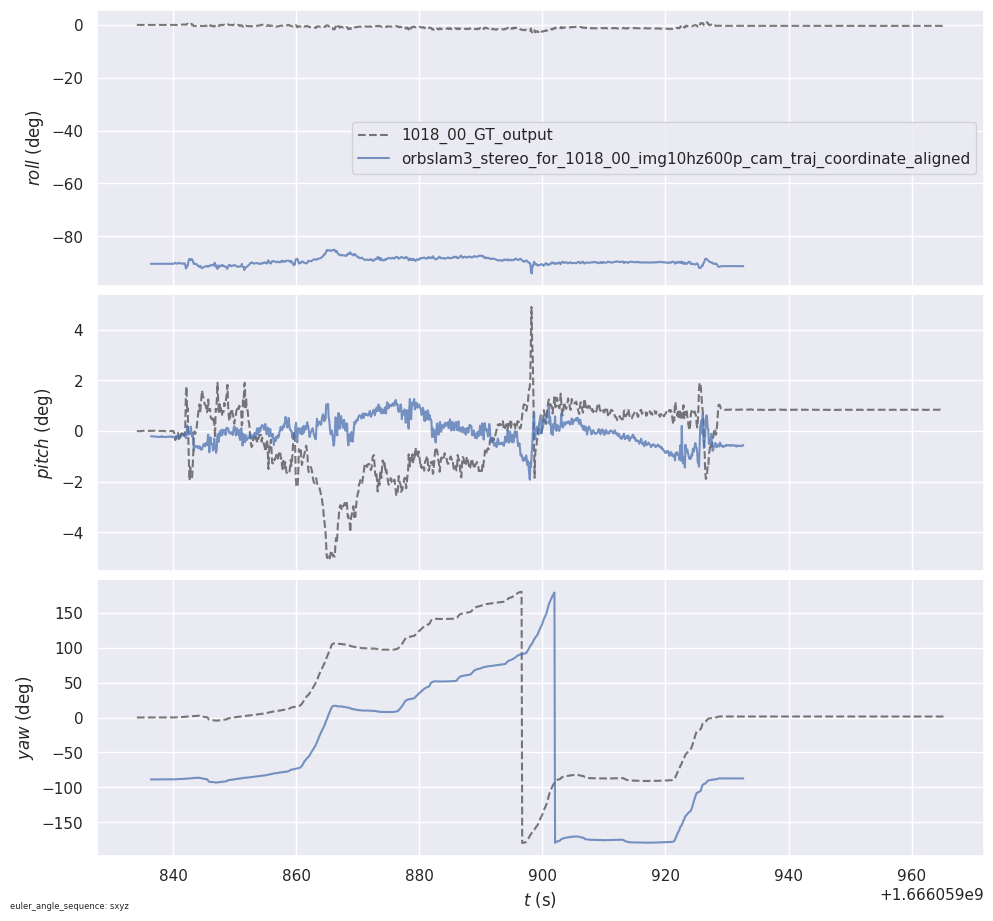 0
−20
−40
−60
−80
roll (deg)
1018_00_GT_output
orbslam3_stereo_for_1018_00_img10hz600p_cam_traj_coordinate_aligned
4
2
0
−2
−4
pitch (deg)
150
100
50
0
−50
−100
−150
yaw (deg)
840 860 880 900 920 940 960
+1.666059e9
t (s)
euler_angle_sequence: sxyz